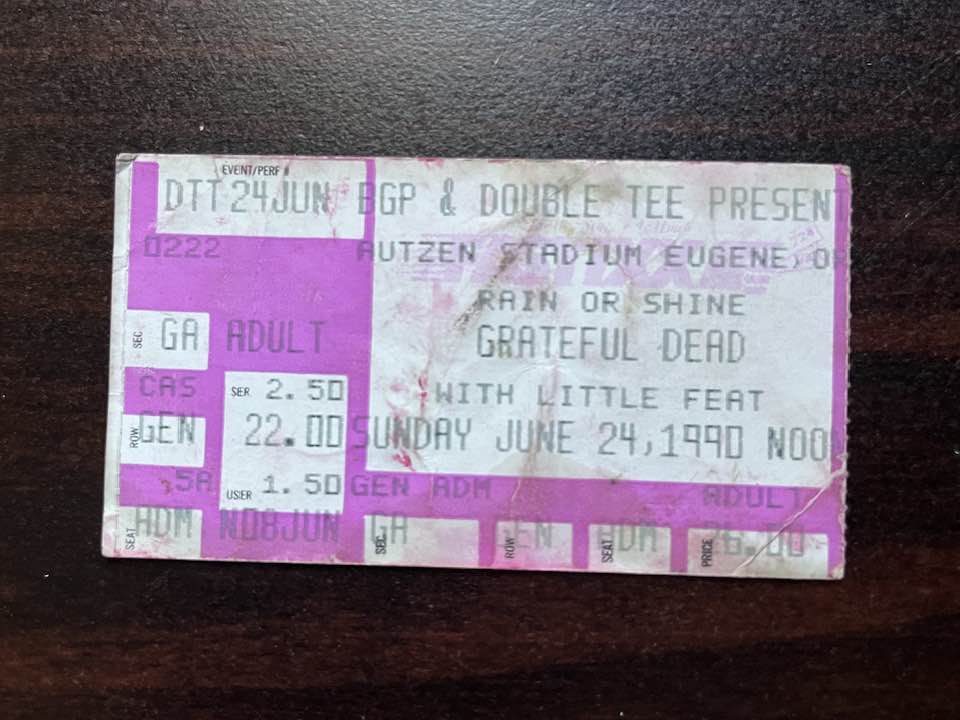 EVENT/PERF #
DTT 24JUN BGP & DOUBLE TEE PRESENT
0222 AUTZEN STADIUM EUGENE, OR
RAIN OR SHINE
SEC GA ADULT GRATEFUL DEAD
CAS SER. 2.50 WITH LITTLE FEAT
ROW GEN 22.00 SUNDAY JUNE 24,1990 NOON
5A USER 1.50 GEN ADM ADULT
SEAT ADM N08JUN SEC GA ROW GEN SEAT ADM PRICE 26.00